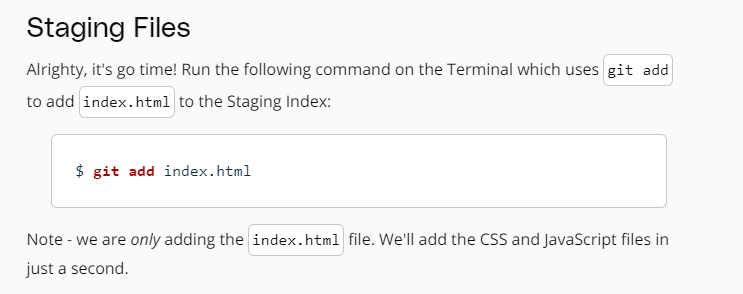 Staging Files
Alrighty, it's go time! Run the following command on the Terminal which uses git add
to add index.html to the Staging Index:
$ git add index.html
Note - we are only adding the index.html file. We'll add the CSS and JavaScript files in
just a second.